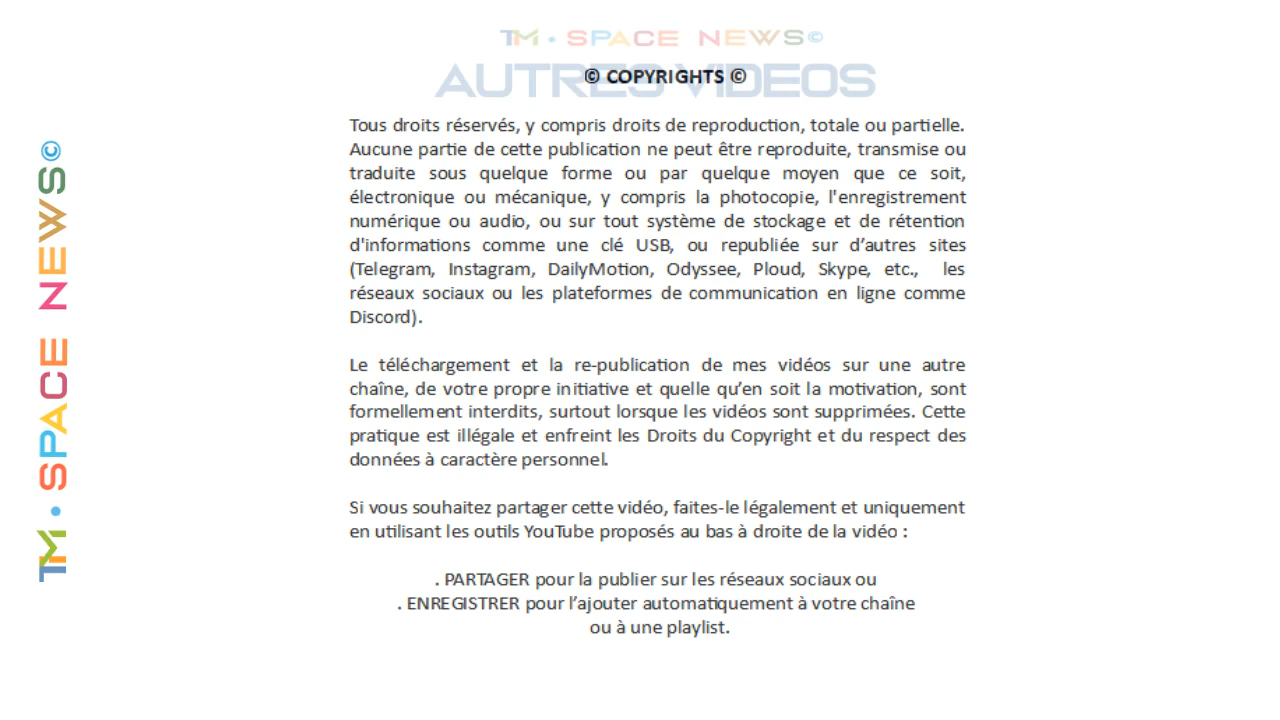 TM • SPACE NEWS©
AUTRES VIDEOS
© COPYRIGHTS ©
Tous droits réservés, y compris droits de reproduction, totale ou partielle.
Aucune partie de cette publication ne peut être reproduite, transmise ou
traduite sous quelque forme ou par quelque moyen que ce soit,
électronique ou mécanique, y compris la photocopie, l'enregistrement
numérique ou audio, ou sur tout système de stockage et de rétention
d'informations comme une clé USB, ou republiée sur d’autres sites
(Telegram, Instagram, DailyMotion, Odyssee, Ploud, Skype, etc., les
réseaux sociaux ou les plateformes de communication en ligne comme
Discord).
Le téléchargement et la re-publication de mes vidéos sur une autre
chaîne, de votre propre initiative et quelle qu’en soit la motivation, sont
formellement interdits, surtout lorsque les vidéos sont supprimées. Cette
pratique est illégale et enfreint les Droits du Copyright et du respect des
données à caractère personnel.
Si vous souhaitez partager cette vidéo, faites-le légalement et uniquement
en utilisant les outils YouTube proposés au bas à droite de la vidéo :
. PARTAGER pour la publier sur les réseaux sociaux ou
. ENREGISTRER pour l’ajouter automatiquement à votre chaîne
ou à une playlist.
TM • SPACE NEWS©